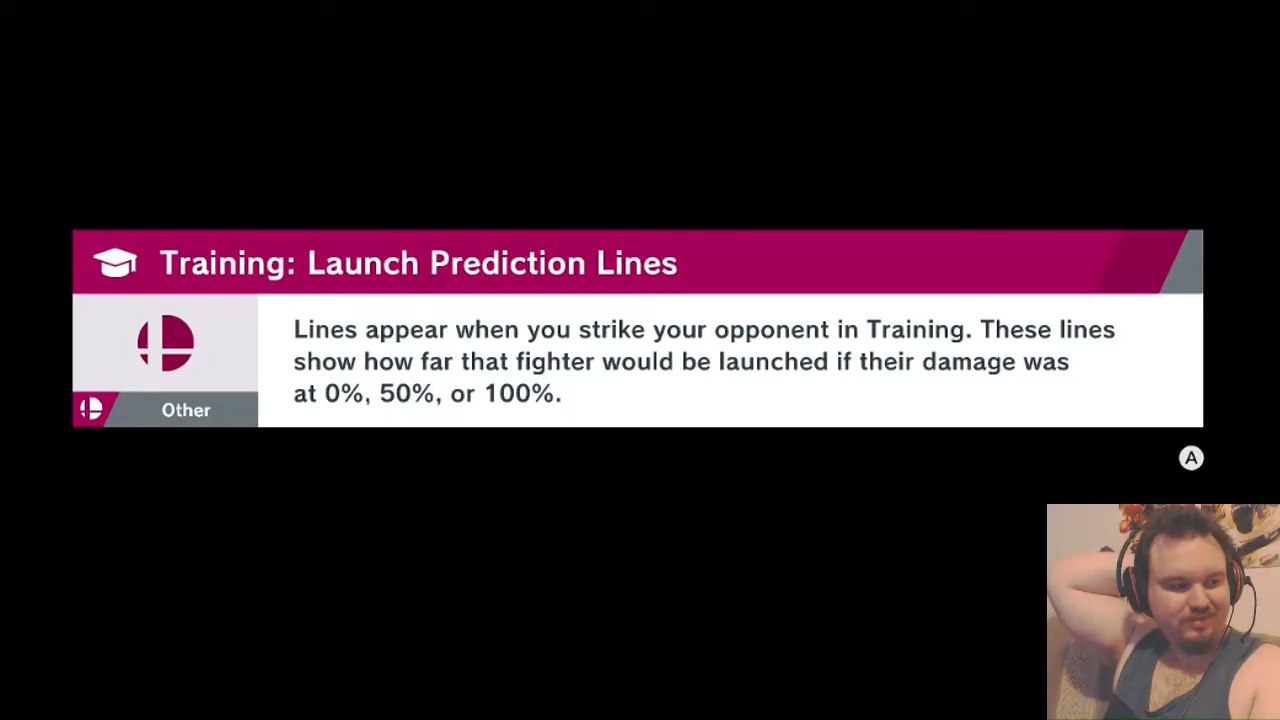 Training: Launch Prediction Lines
Lines appear when you strike your opponent in Training. These lines
show how far that fighter would be launched if their damage was
at 0%, 50%, or 100%.
Other
A